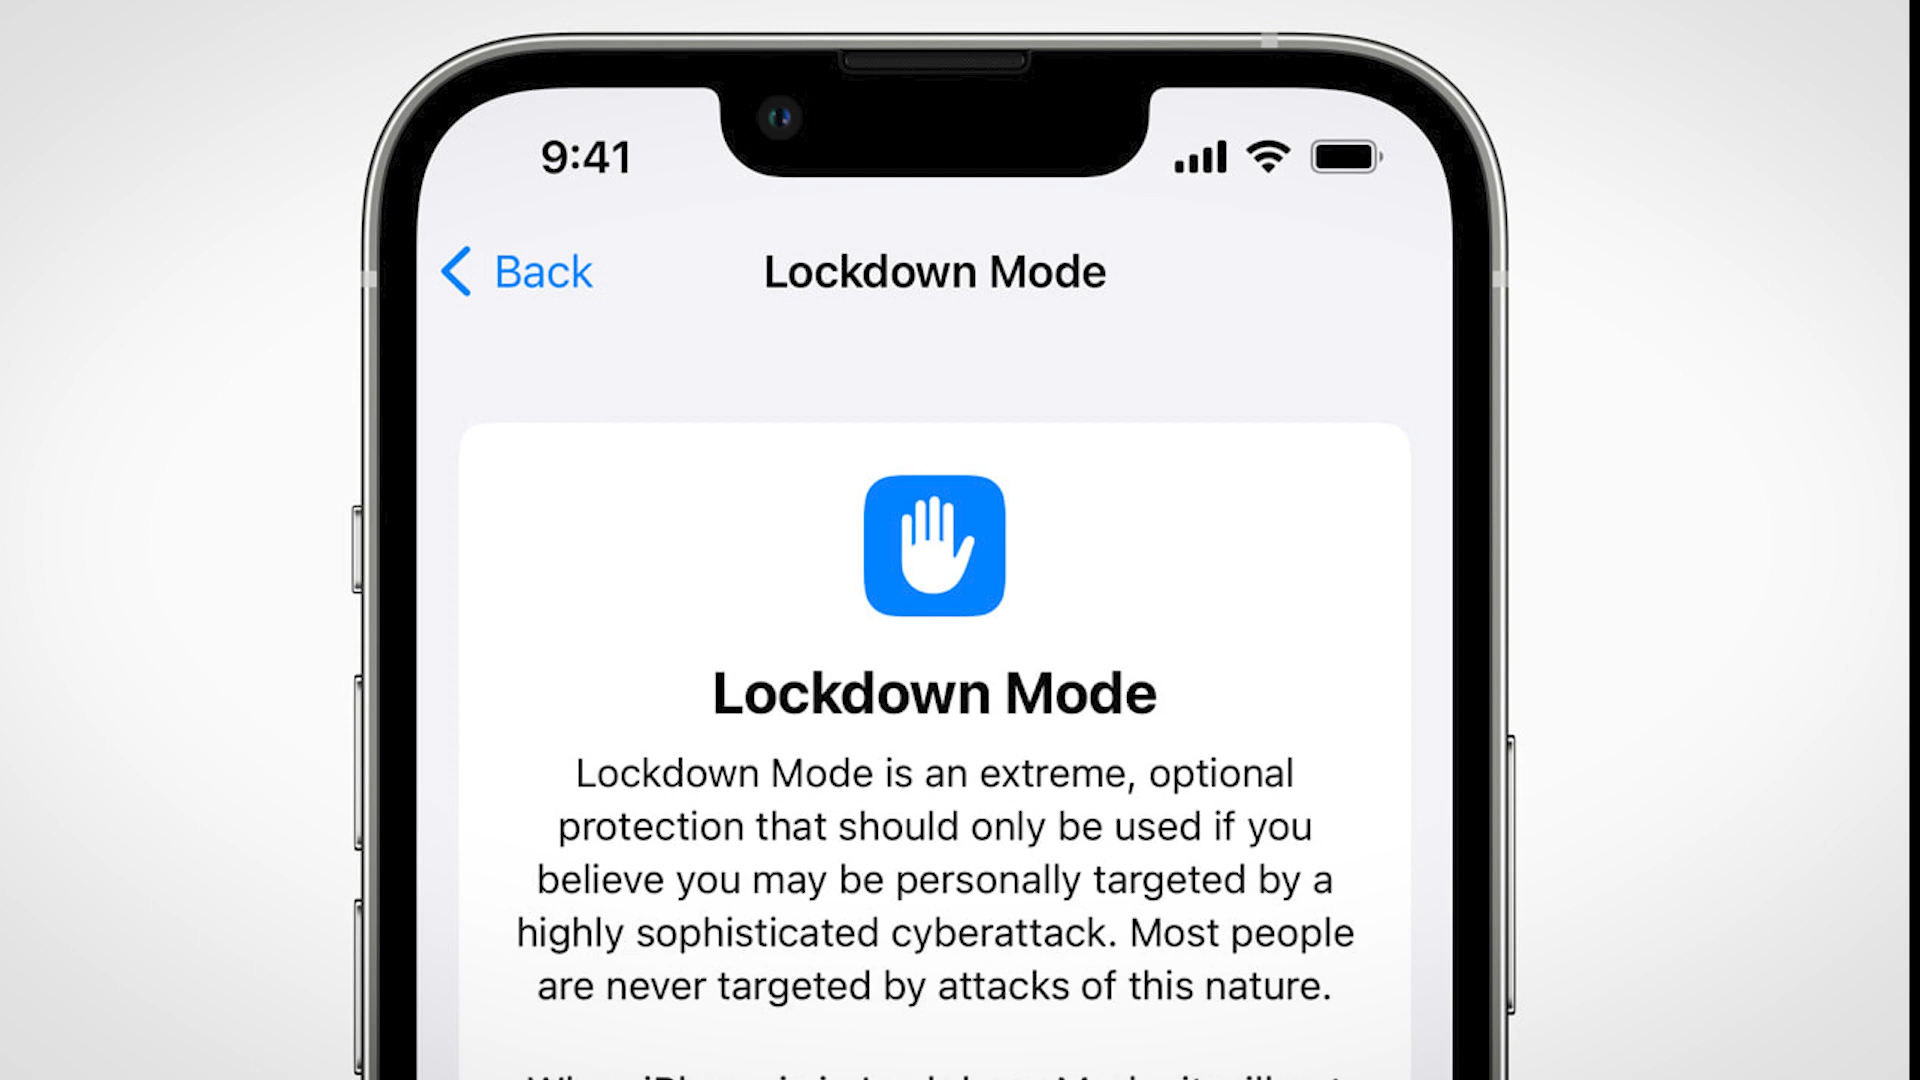 9:41
Back
Lockdown Mode
Lockdown Mode
Lockdown Mode is an extreme, optional
protection that should only be used if you
believe you may be personally targeted by a
highly sophisticated cyberattack. Most people
are never targeted by attacks of this nature.